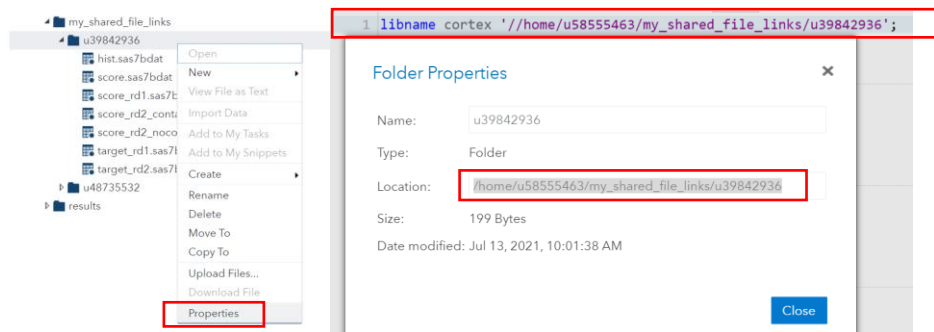 my_shared_file_links
u39842936
hist.sas7bdat
score.sas7bdat
score_rd1.sas7b
score_rd2_conta
score_rd2_noco
target_rd1.sas7b
target_rd2.sas7b
u48735532
results
Open
New
View File as Text
Import Data
Add to My Tasks
Add to My Snippets
Create
Rename
Delete
Move To
Copy To
Upload Files...
Download File
Properties
1 libname cortex '//home/u58555463/my_shared_file_links/u39842936';
Folder Properties
Name: u39842936
Type: Folder
Location: /home/u58555463/my_shared_file_links/u39842936
Size: 199 Bytes
Date modified: Jul 13, 2021, 10:01:38 AM
Close